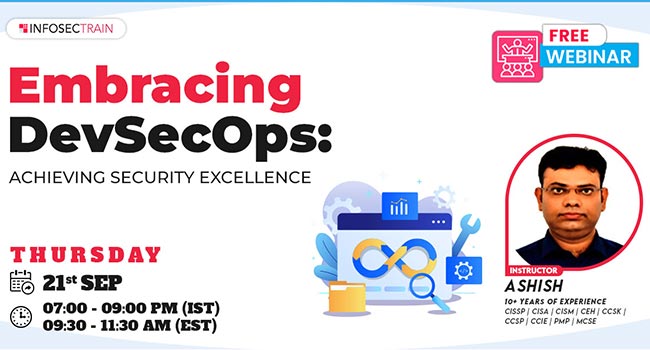 INFOSECTRAIN
FREE
WEBINAR
Embracing
DevSecOps:
ACHIEVING SECURITY EXCELLENCE
THURSDAY
21st SEP
07:00 - 09:00 PM (IST)
09:30 - 11:30 AM (EST)
INSTRUCTOR
ASHISH
10+ YEARS OF EXPERIENCE
CISSP | CISA | CISM | CEH | CCSK |
CCSP | CCIE | PMP | MCSE